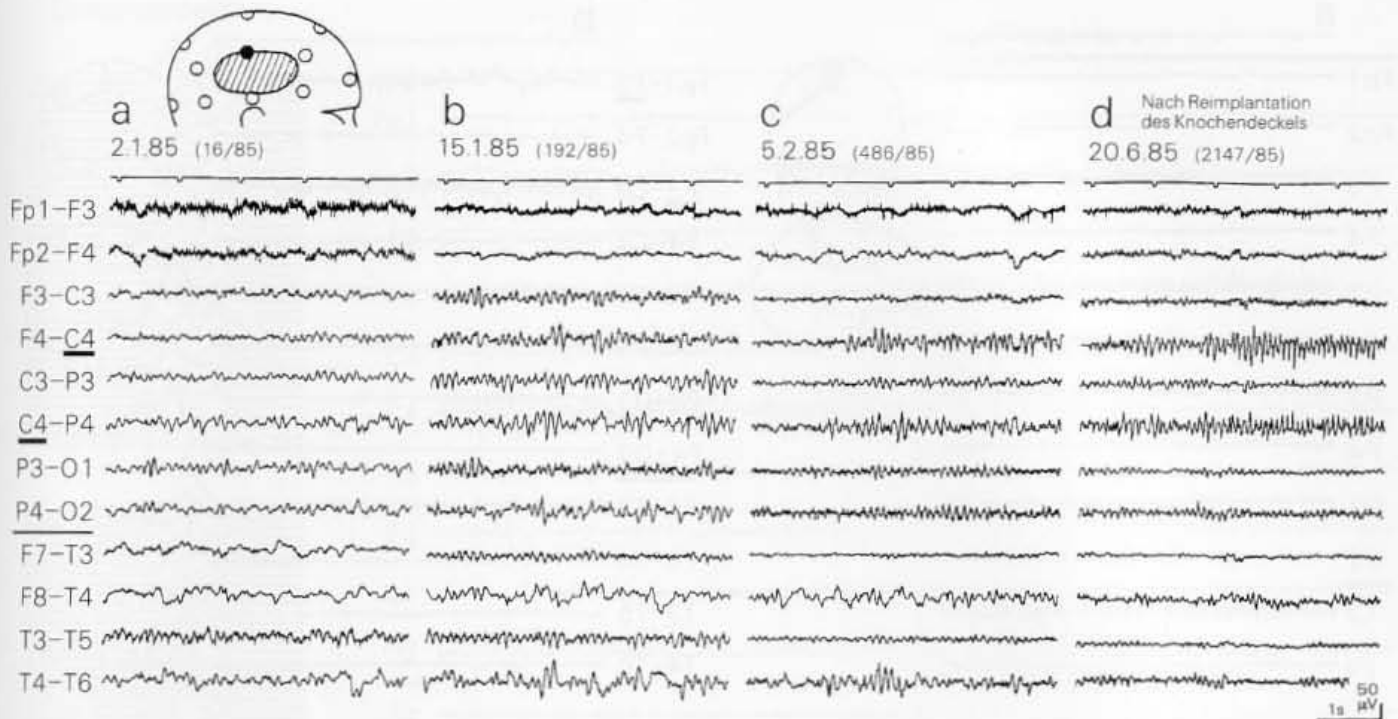 a
2.1.85 (16/85)
b
15.1.85 (192/85)
c
5.2.85 (486/85)
d
Nach Reimplantation
des Knochendeckels
20.6.85 (2147/85)
Fp1-F3
Fp2-F4
F3-C3
F4-C4
C3-P3
C4-P4
P3-O1
P4-O2
F7-T3
F8-T4
T3-T5
T4-T6
50
µV
1s